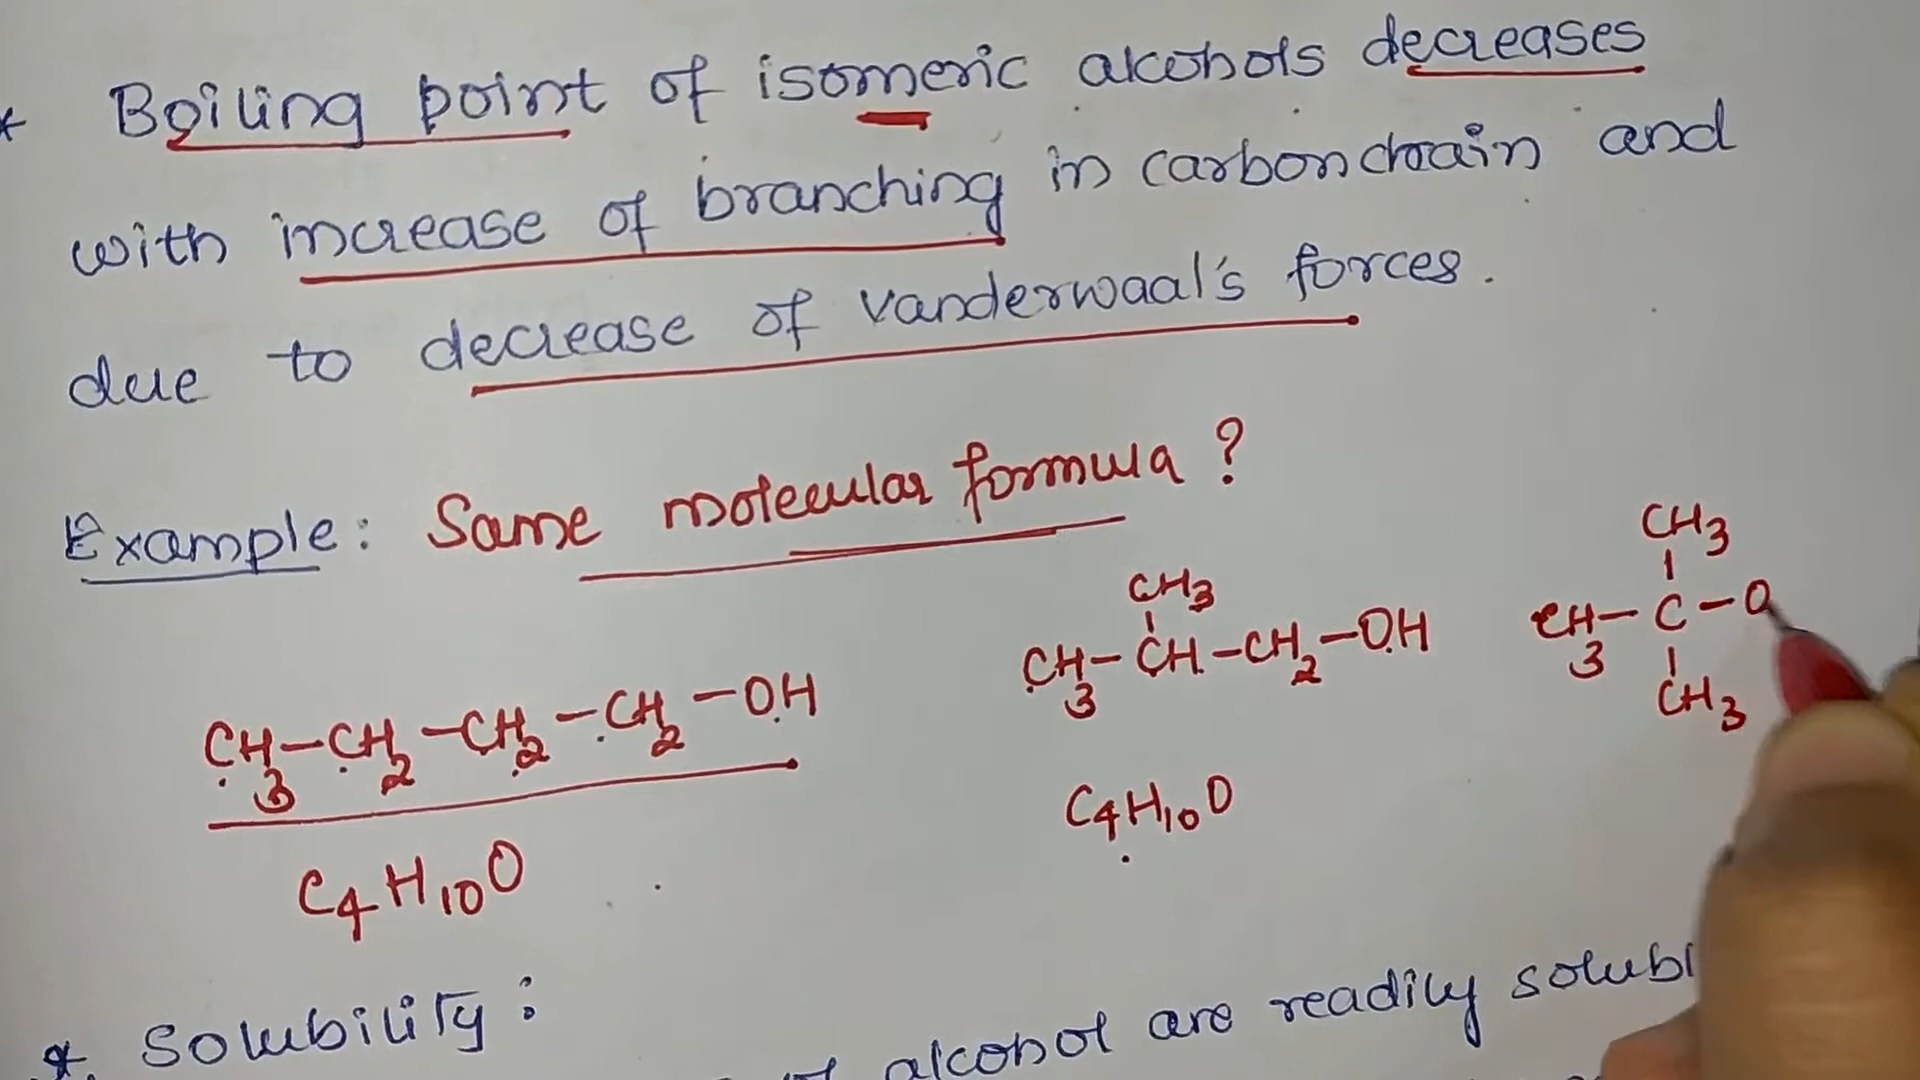 * Boiling point of isomeric alcohols decreases
with increase of branching in carbon chain and
due to decrease of vanderwaal's forces.
Example: Same molecular formula ?
CH3-CH2-CH2-CH2-OH
C4H10O
CH3
CH3-CH-CH2-OH
C4H10O
CH3
CH3-C-O
CH3
* Solubility:
alcohol are readily solubl